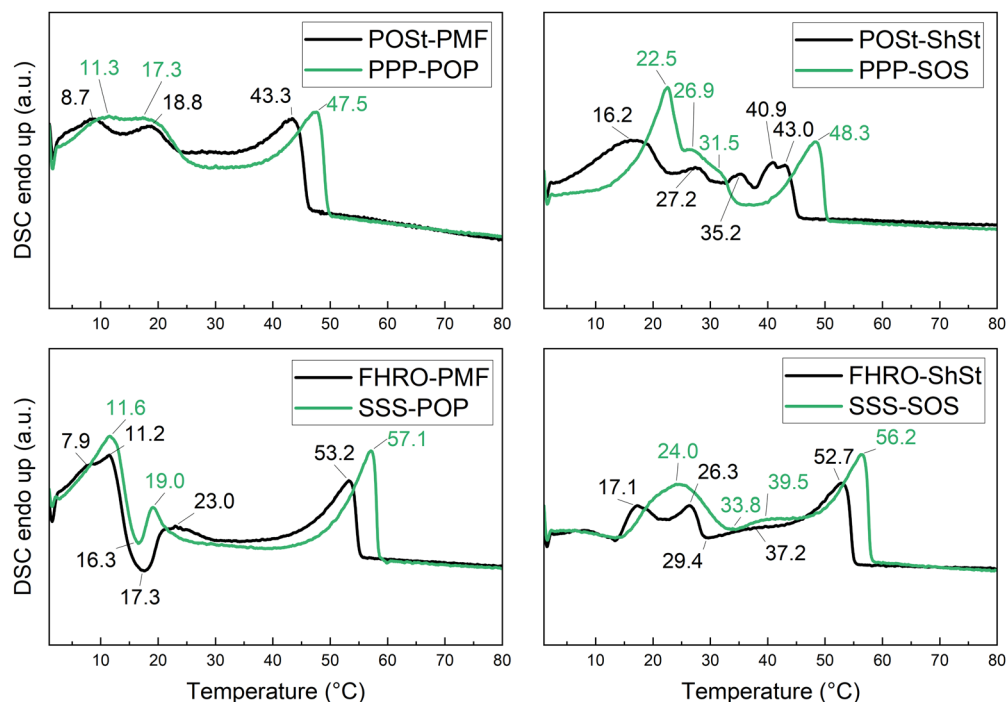 DSC endo up (a.u.)
POSt-PMF
PPP-POP
11.3
17.3
8.7
18.8
43.3
47.5
10 20 30 40 50 60 70 80
POSt-ShSt
PPP-SOS
22.5
26.9
16.2
31.5
40.9
43.0
48.3
27.2
35.2
10 20 30 40 50 60 70 80
DSC endo up (a.u.)
FHRO-PMF
SSS-POP
11.6
7.9
11.2
19.0
23.0
53.2
57.1
16.3
17.3
10 20 30 40 50 60 70 80
Temperature (°C)
FHRO-ShSt
SSS-SOS
24.0
17.1
26.3
33.8
39.5
52.7
56.2
29.4
37.2
10 20 30 40 50 60 70 80
Temperature (°C)